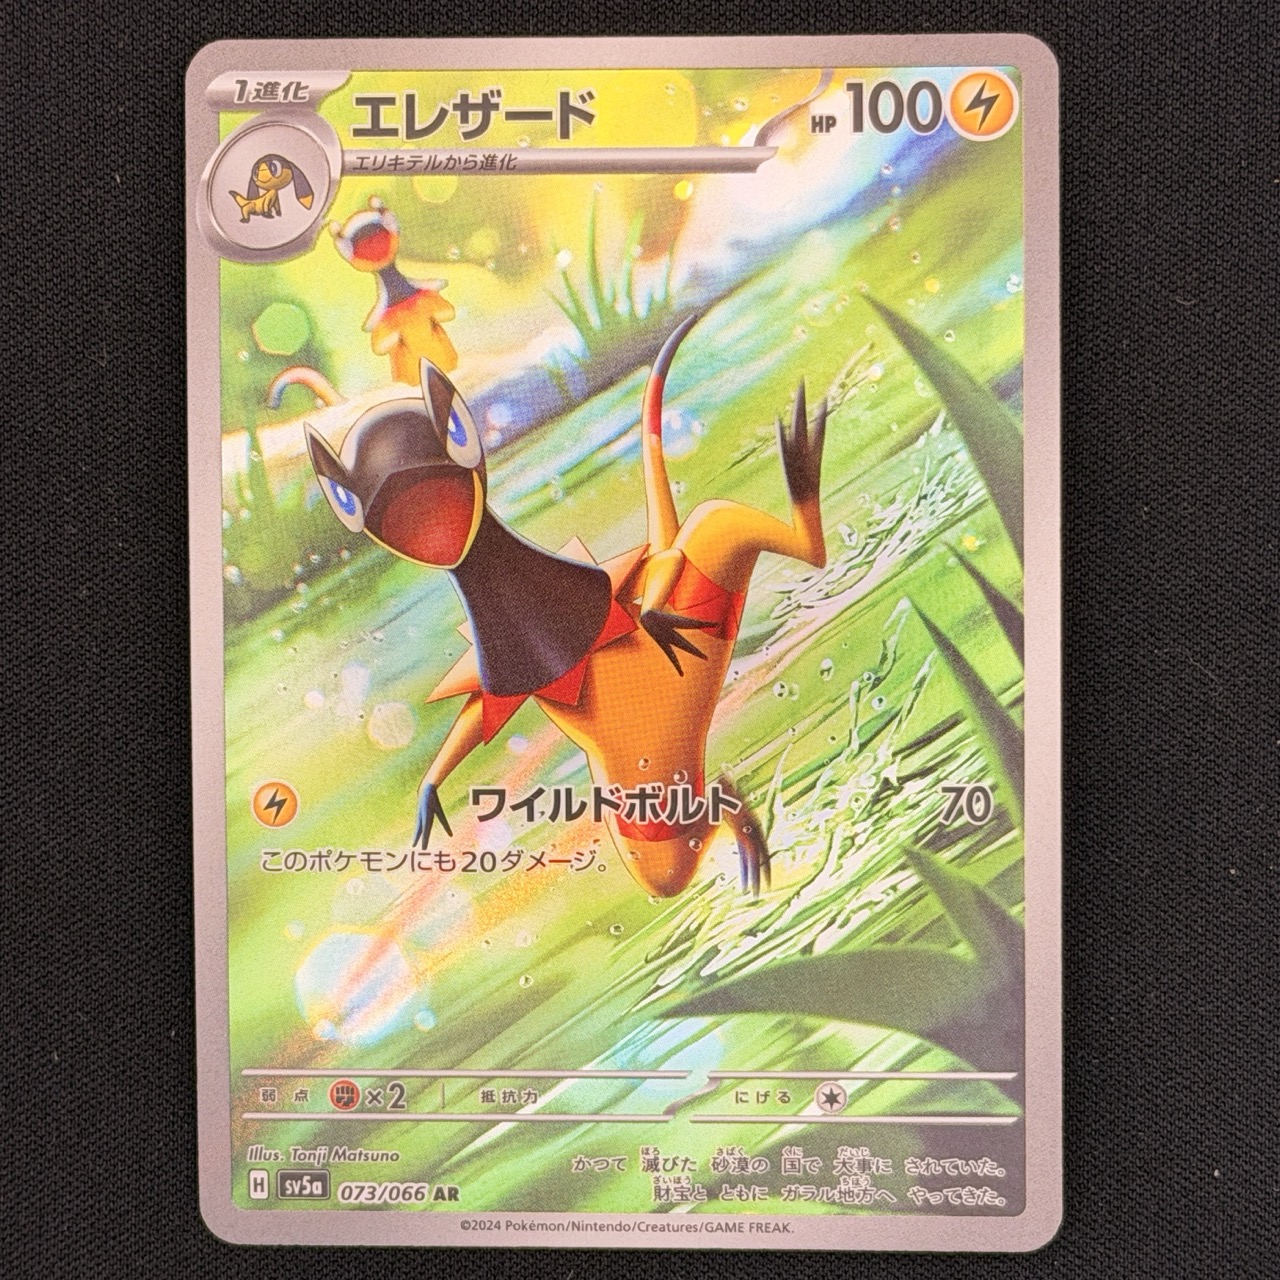 1進化
エレザード
HP 100
エリキテルから進化
ワイルドボルト 70
このポケモンにも20ダメージ。
弱点 ×2 抵抗力 にげる
Illus. Tonji Matsuno
かつて 滅びた 砂漠の 国で 大事に されていた。
財宝と ともに ガラル地方へ やってきた。
H sv5a 073/066 AR
©2024 Pokémon/Nintendo/Creatures/GAME FREAK.